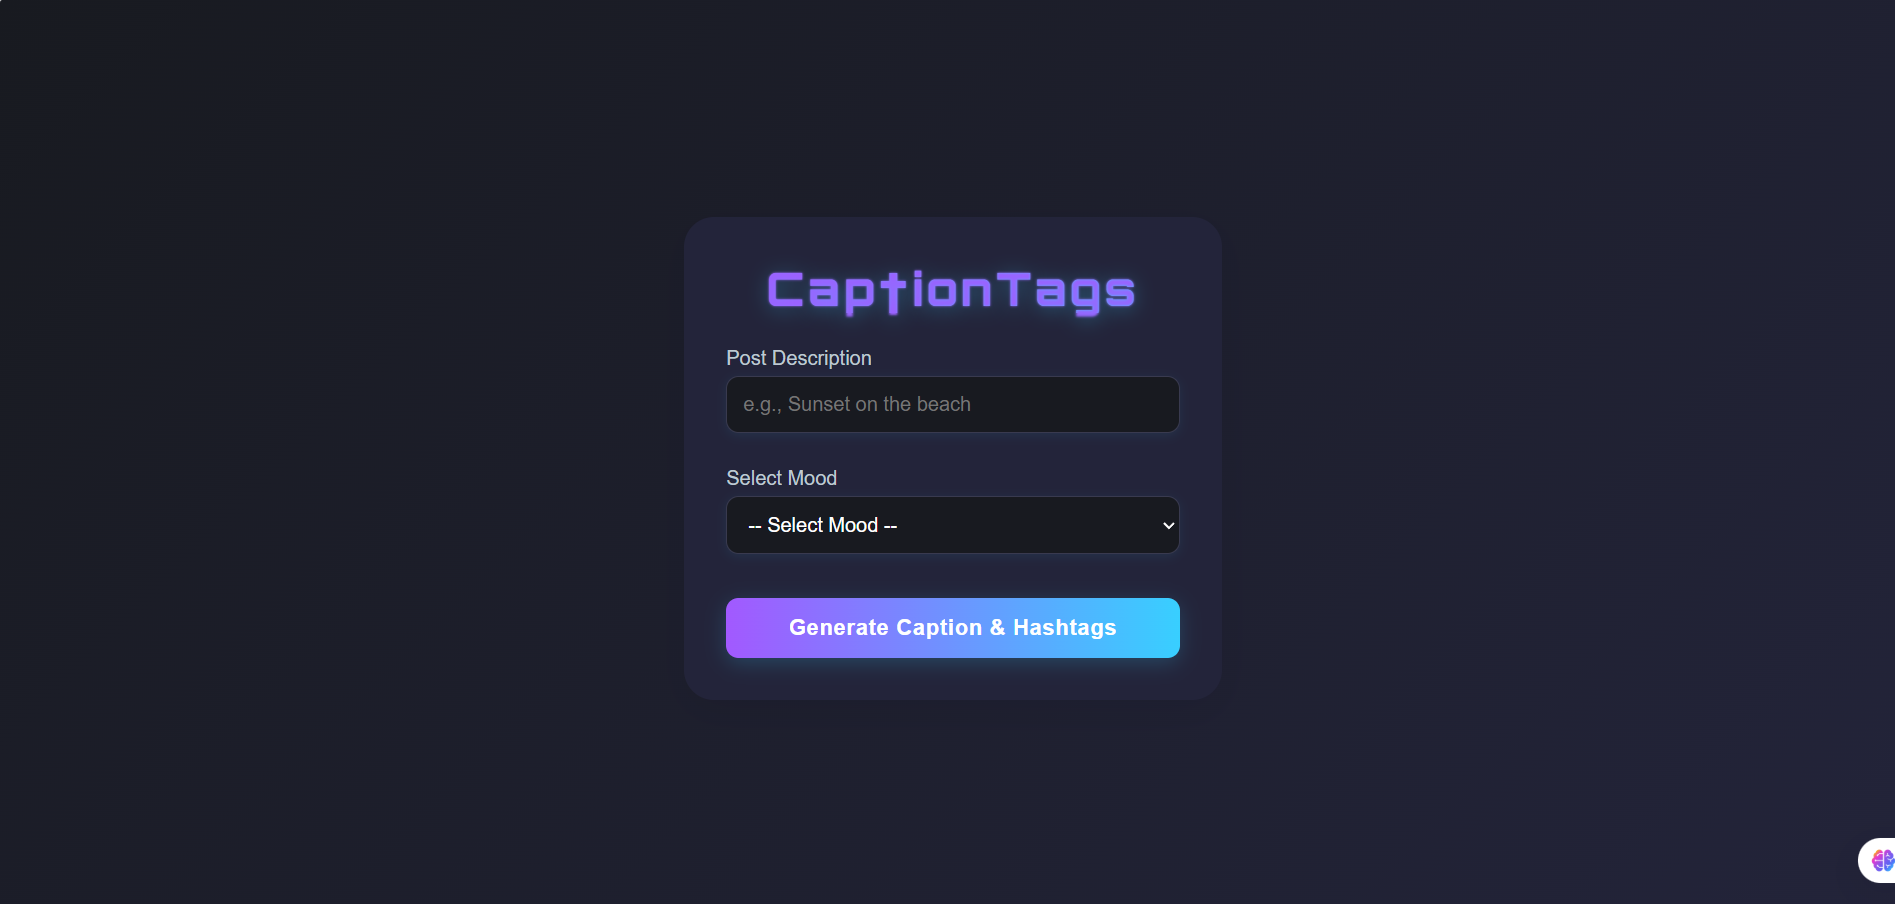 CaptionTags
Post Description
e.g., Sunset on the beach
Select Mood
-- Select Mood --
Generate Caption & Hashtags